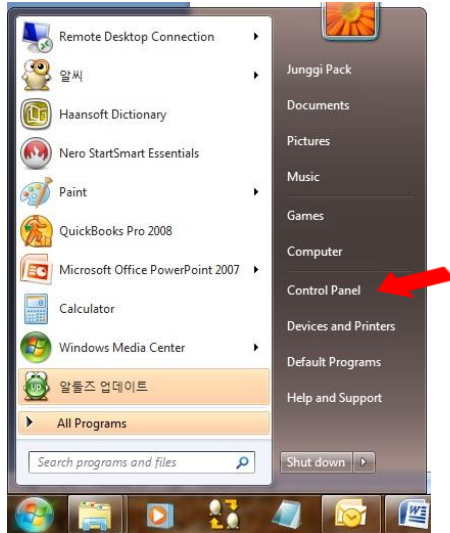 Remote Desktop Connection
알씨
Haansoft Dictionary
Nero StartSmart Essentials
Paint
QuickBooks Pro 2008
Microsoft Office PowerPoint 2007
Calculator
Windows Media Center
알툴즈 업데이트
All Programs
Search programs and files
Junggi Pack
Documents
Pictures
Music
Games
Computer
Control Panel
Devices and Printers
Default Programs
Help and Support
Shut down